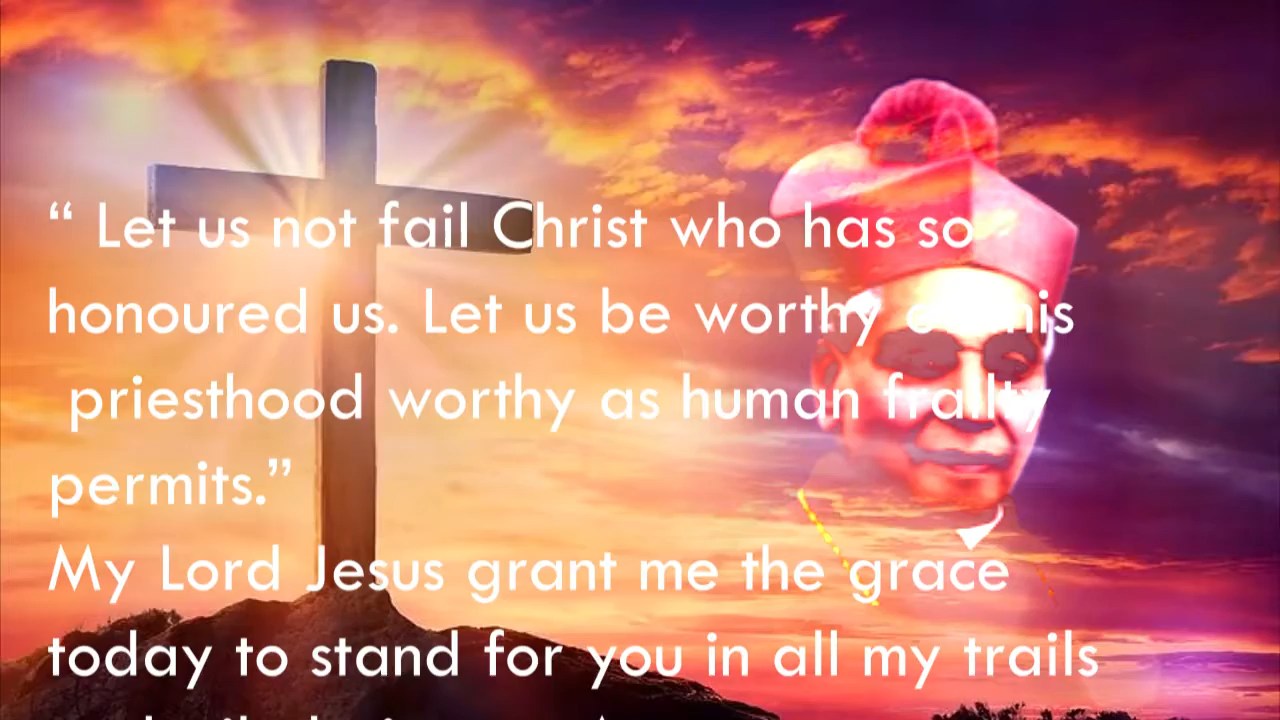 “ Let us not fail Christ who has so
honoured us. Let us be worthy of his
priesthood worthy as human frailty
permits.”
My Lord Jesus grant me the grace
today to stand for you in all my trails